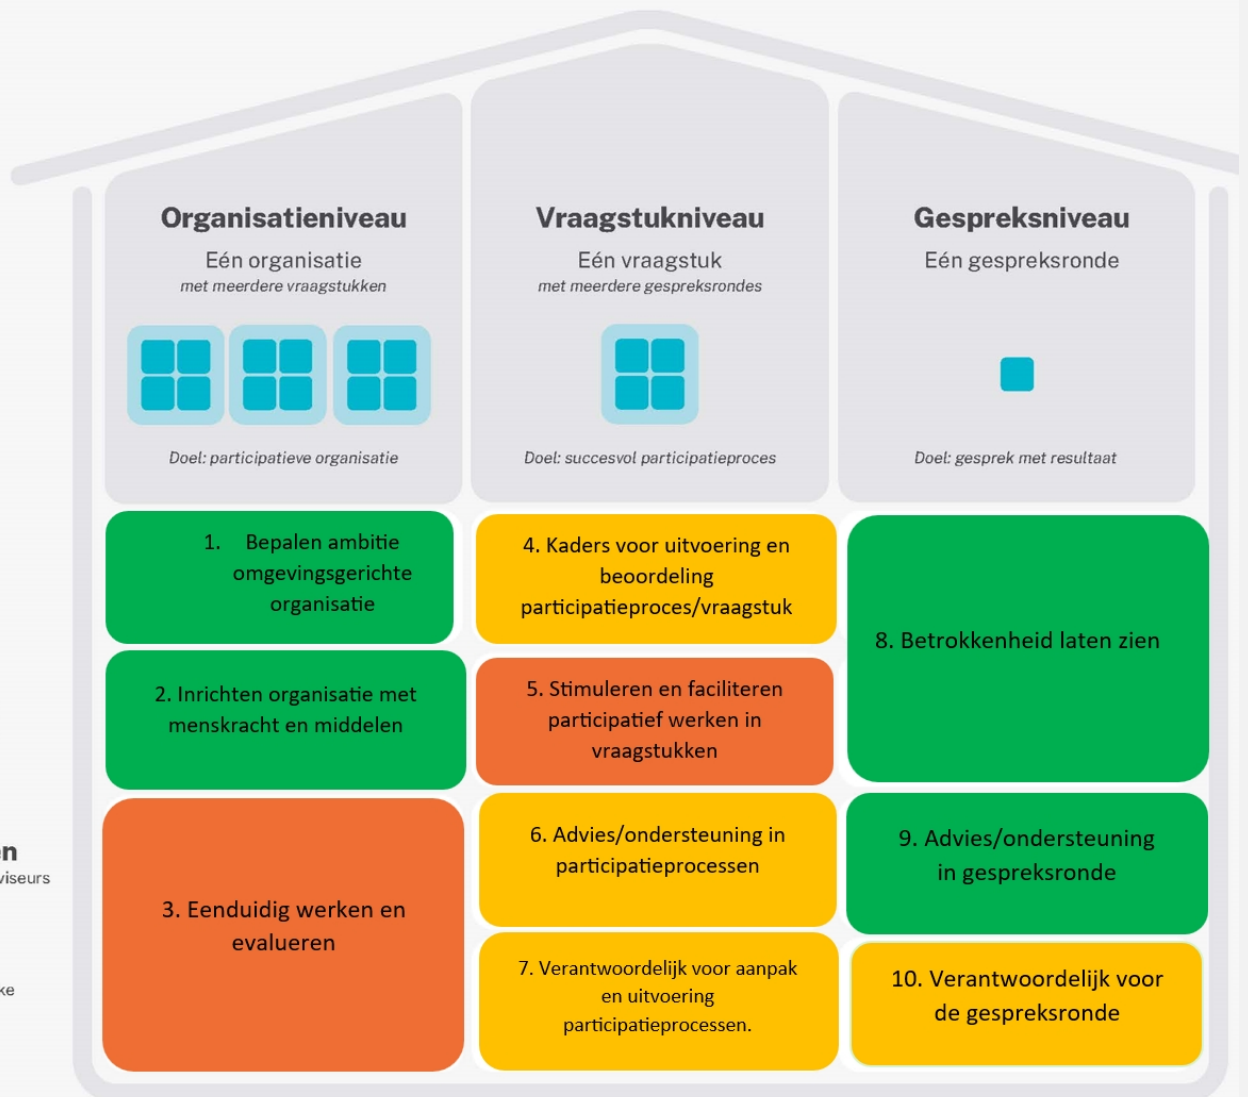 Organisatieniveau
Eén organisatie
met meerdere vraagstukken
Doel: participatieve organisatie
Vraagstukniveau
Eén vraagstuk
met meerdere gespreksrondes
Doel: succesvol participatieproces
Gespreksniveau
Eén gespreksronde
Doel: gesprek met resultaat
1. Bepalen ambitie
omgevingsgerichte
organisatie
2. Inrichten organisatie met
menskracht en middelen
3. Eenduidig werken en
evalueren
4. Kaders voor uitvoering en
beoordeling
participatieproces/vraagstuk
5. Stimuleren en faciliteren
participatief werken in
vraagstukken
6. Advies/ondersteuning in
participatieprocessen
7. Verantwoordelijk voor aanpak
en uitvoering
participatieprocessen.
8. Betrokkenheid laten zien
9. Advies/ondersteuning
in gespreksronde
10. Verantwoordelijk voor
de gespreksronde